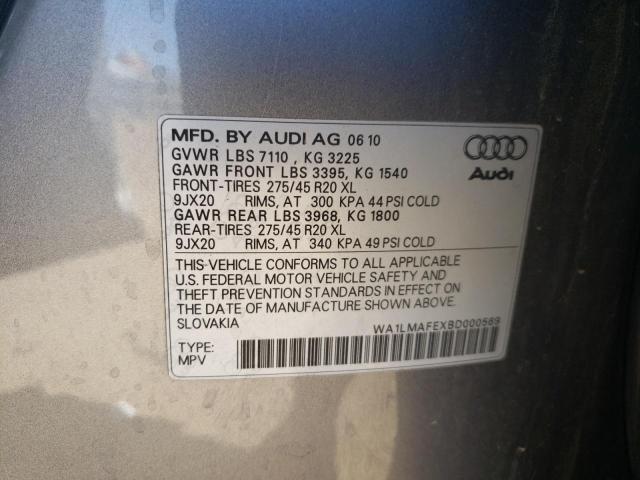 MFD. BY AUDI AG 06 10
GVWR LBS 7110 , KG 3225
GAWR FRONT LBS 3395, KG 1540
FRONT-TIRES 275/45 R20 XL
9JX20 RIMS, AT 300 KPA 44 PSI COLD
GAWR REAR LBS 3968, KG 1800
REAR-TIRES 275/45 R20 XL
9JX20 RIMS, AT 340 KPA 49 PSI COLD
Audi
THIS VEHICLE CONFORMS TO ALL APPLICABLE
U.S. FEDERAL MOTOR VEHICLE SAFETY AND
THEFT PREVENTION STANDARDS IN EFFECT ON
THE DATE OF MANUFACTURE SHOWN ABOVE.
SLOVAKIA
WA1LMAFEXBD000569
TYPE:
MPV